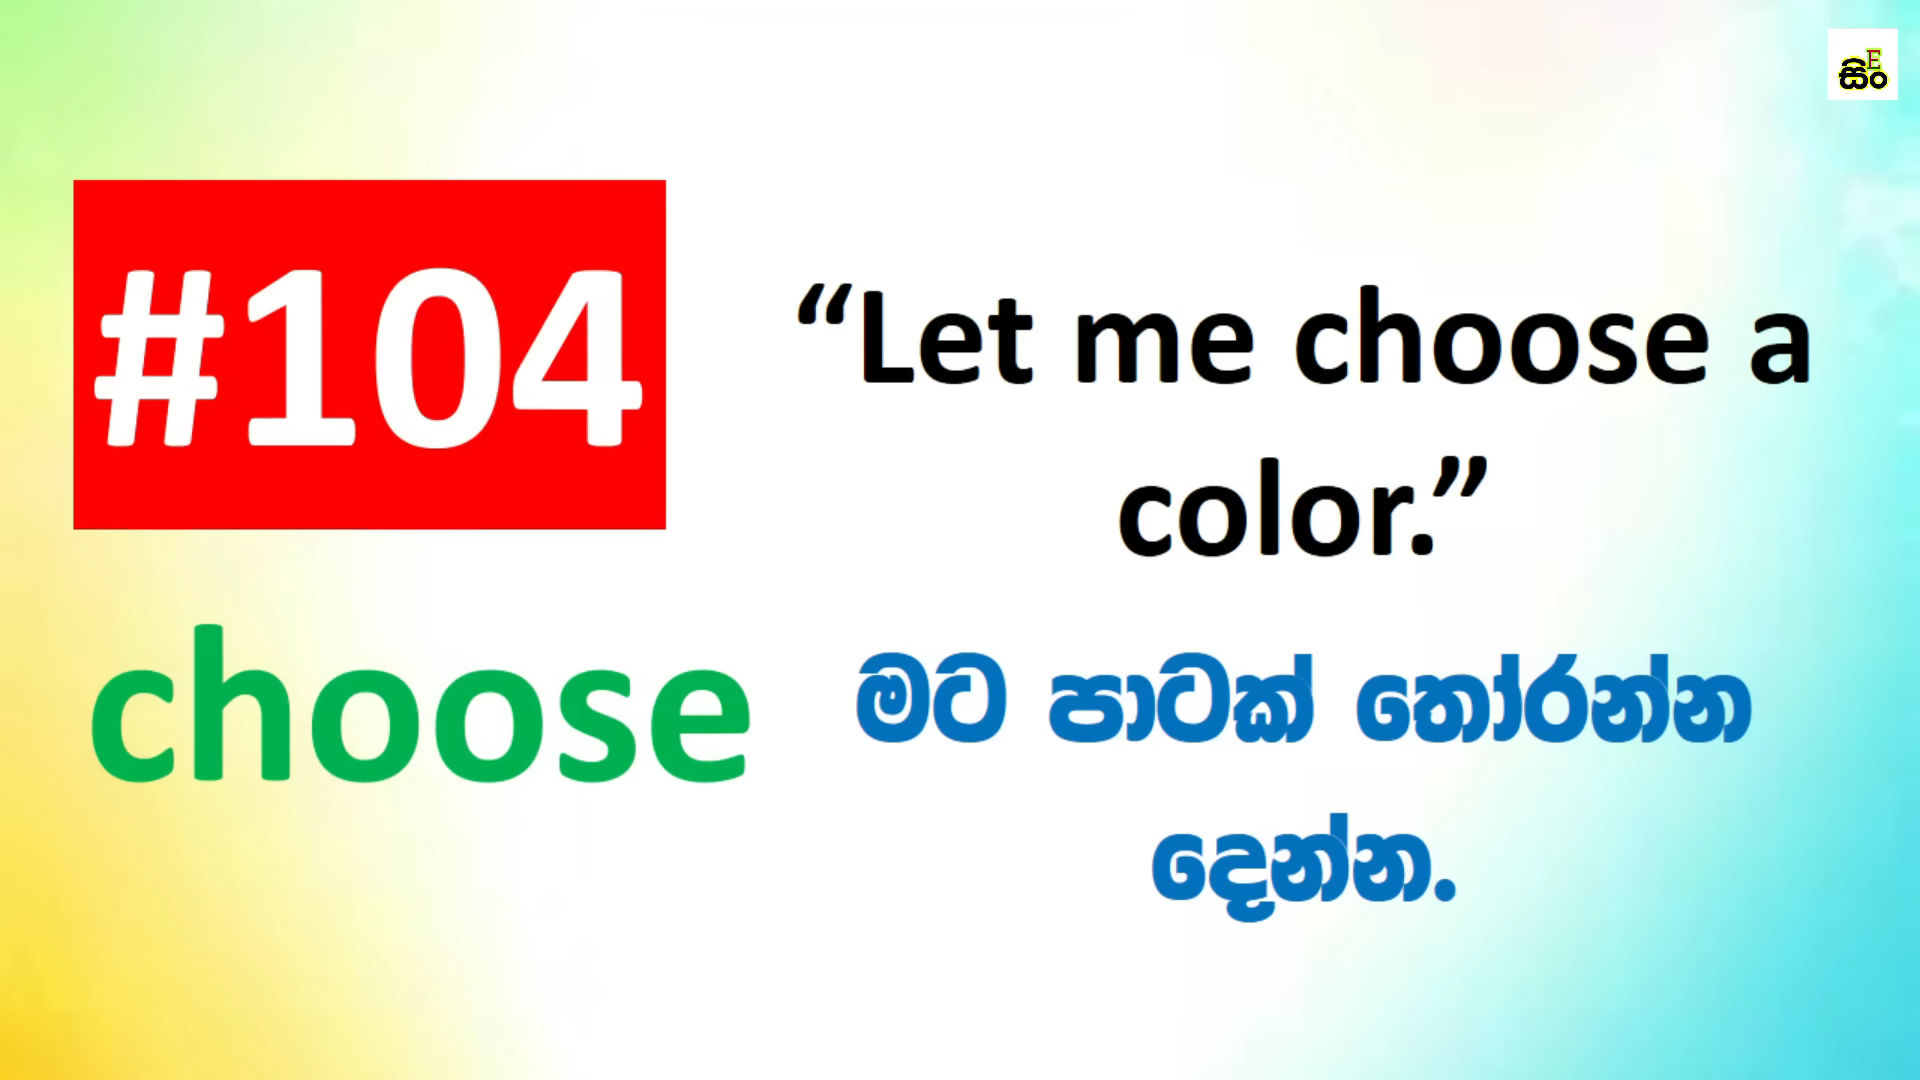 සිංE
#104
choose
“Let me choose a
color.”
මට පාටක් තෝරන්න
දෙන්න.